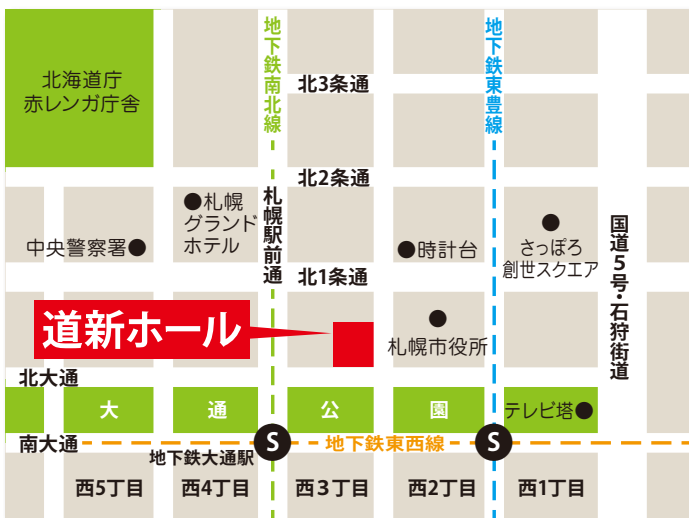 北海道庁
赤レンガ庁舎
地下鉄南北線
北3条通
地下鉄東豊線
北2条通
●札幌
グランド
ホテル
札幌駅前通
中央警察署●
●時計台
●
さっぽろ
創世スクエア
国道5号・石狩街道
北1条通
道新ホール
●
札幌市役所
北大通
大通公園
テレビ塔●
南大通
S
地下鉄東西線
S
地下鉄大通駅
西5丁目
西4丁目
西3丁目
西2丁目
西1丁目